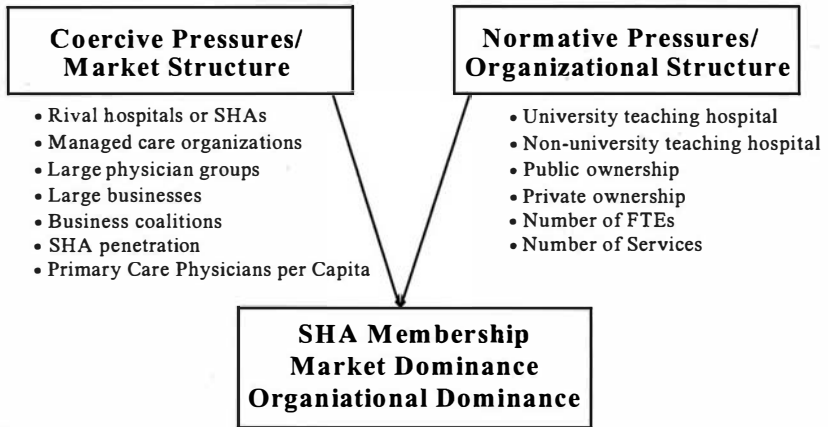 Coercive Pressures/
Market Structure
• Rival hospitals or SHAs
• Managed care organizations
• Large physician groups
• Large businesses
• Business coalitions
• SHA penetration
• Primary Care Physicians per Capita
Normative Pressures/
Organizational Structure
• University teaching hospital
• Non-university teaching hospital
• Public ownership
• Private ownership
• Number of FTEs
• Number of Services
SHA Membership
Market Dominance
Organiational Dominance